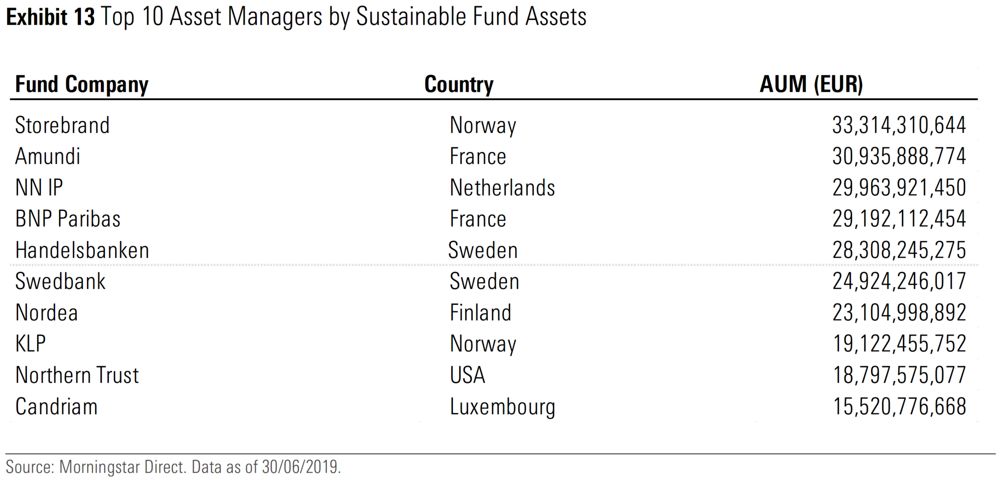 Exhibit 13 Top 10 Asset Managers by Sustainable Fund Assets
Fund Company Country AUM (EUR)
Storebrand Norway 33,314,310,644
Amundi France 30,935,888,774
NN IP Netherlands 29,963,921,450
BNP Paribas France 29,192,112,454
Handelsbanken Sweden 28,308,245,275
Swedbank Sweden 24,924,246,017
Nordea Finland 23,104,998,892
KLP Norway 19,122,455,752
Northern Trust USA 18,797,575,077
Candriam Luxembourg 15,520,776,668
Source: Morningstar Direct. Data as of 30/06/2019.